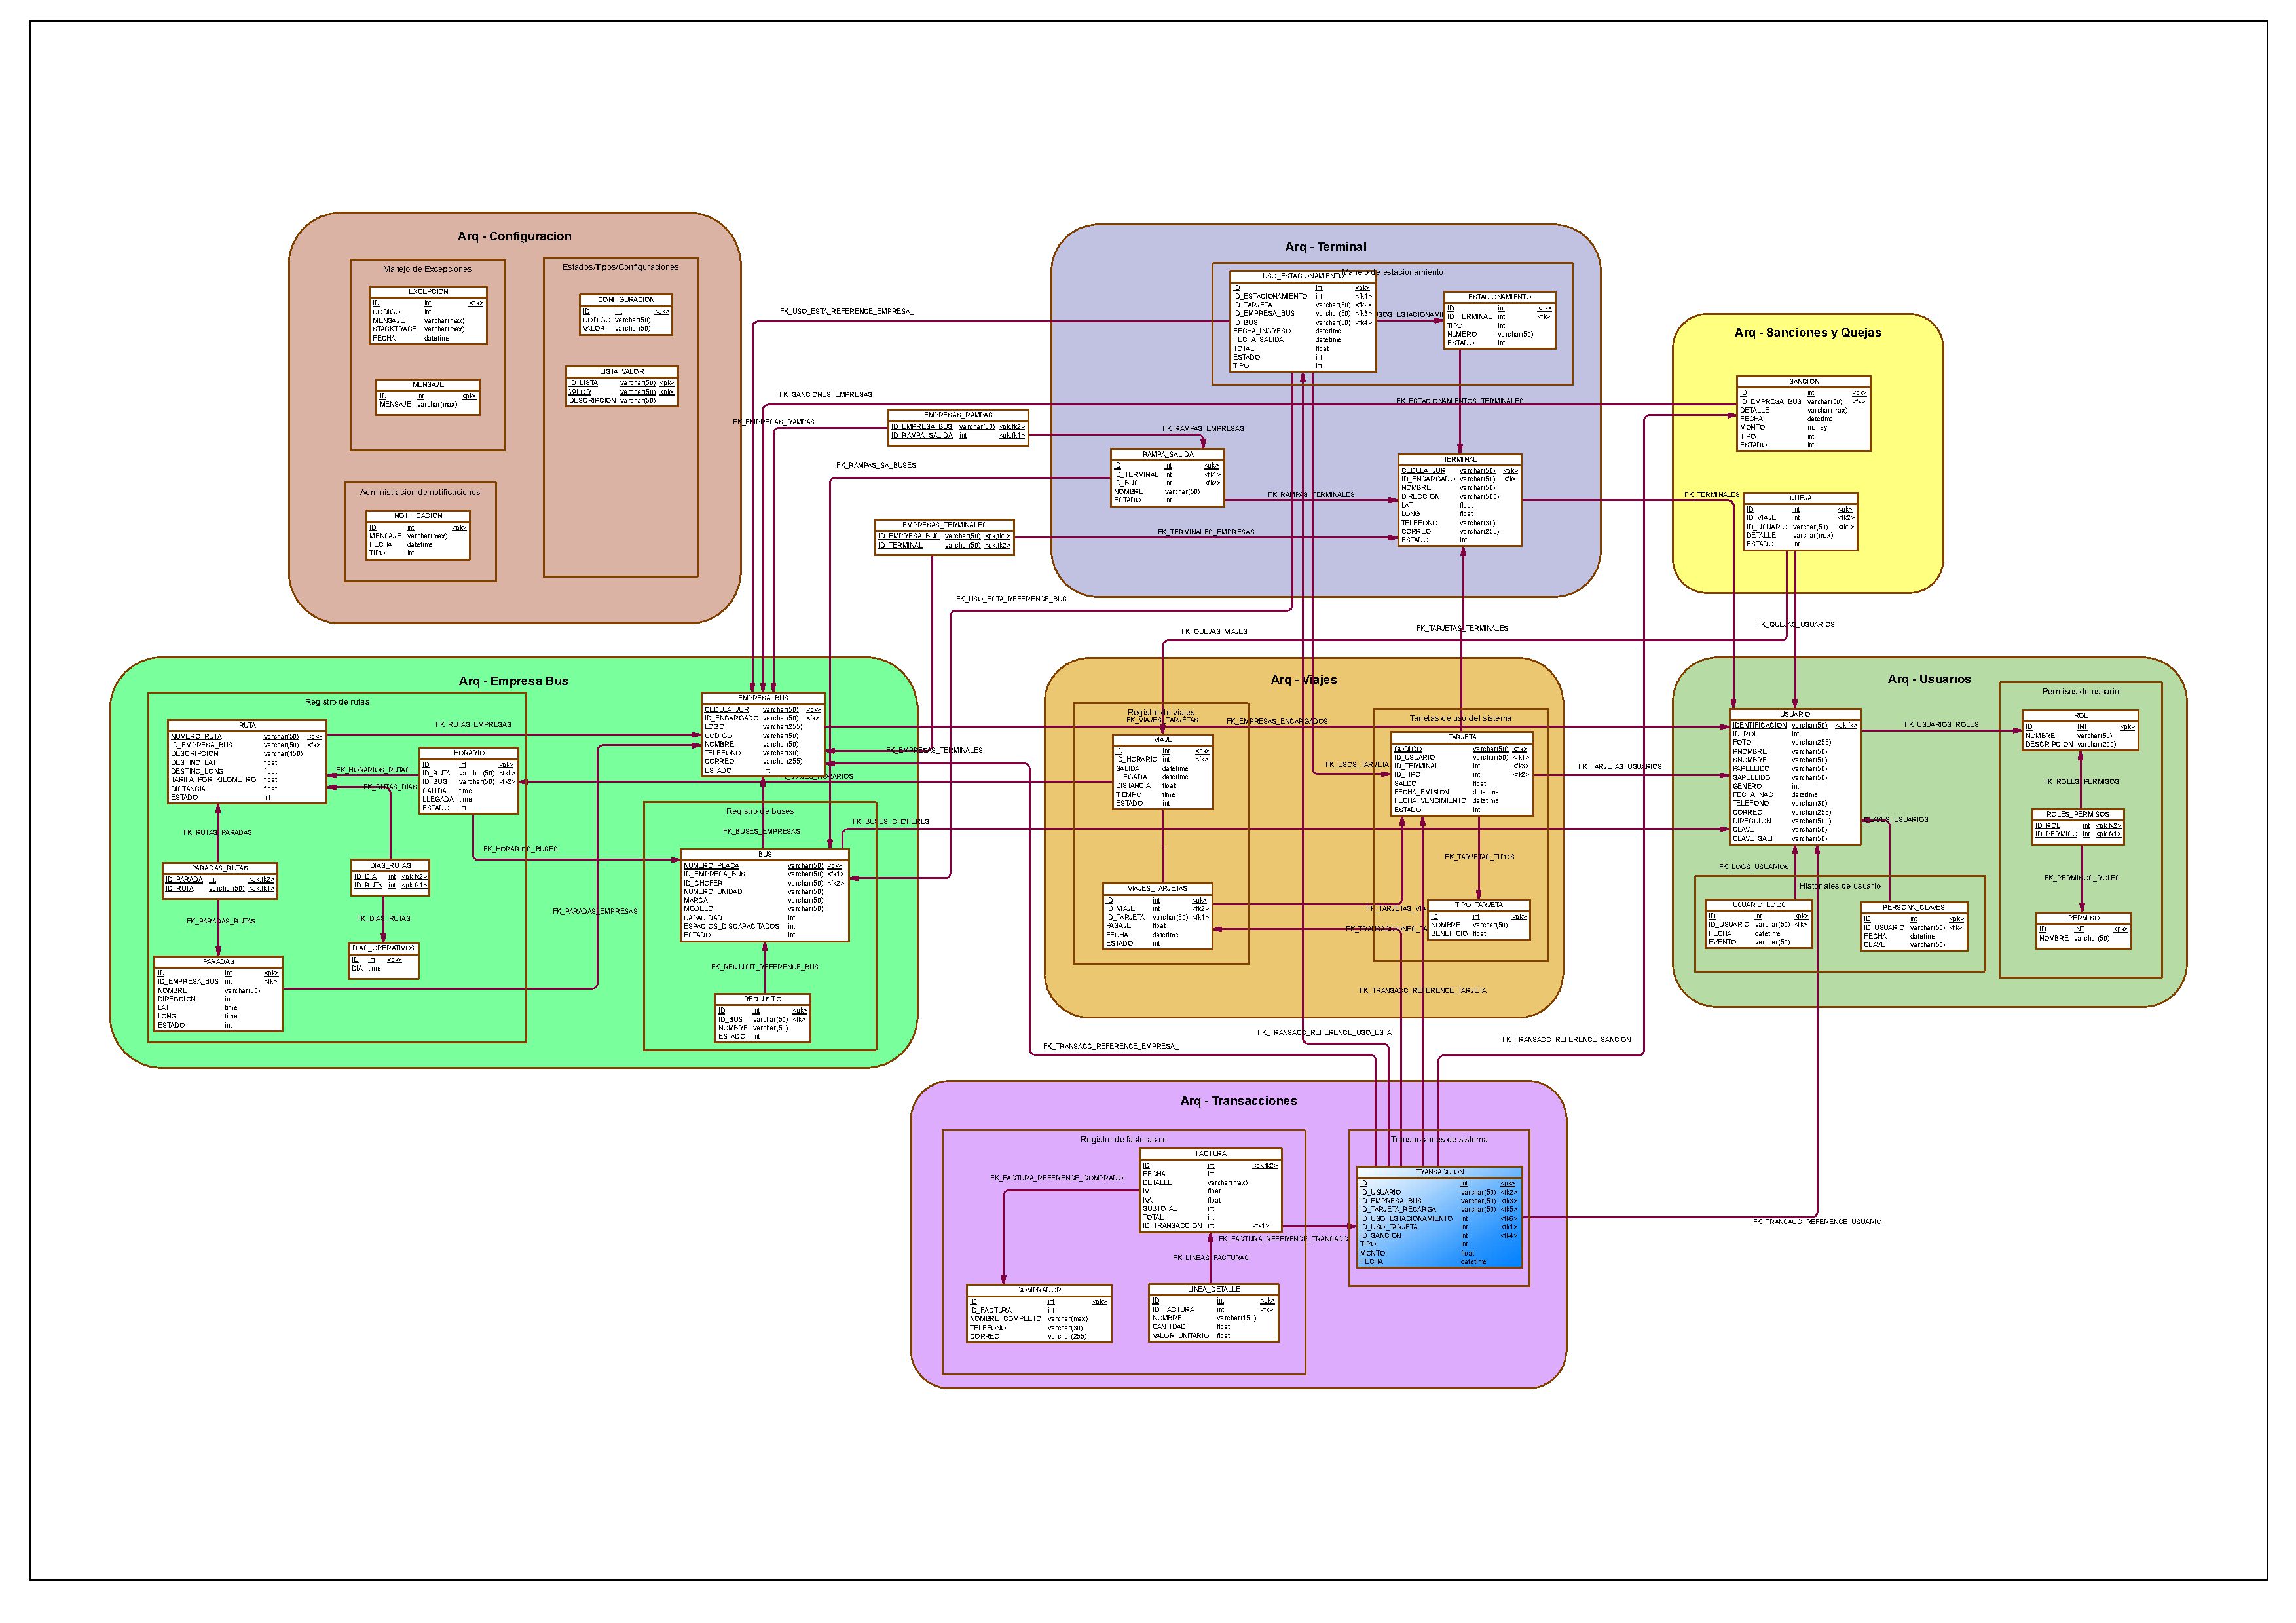 Arq - Configuracion
Manejo de Excepciones
EXCEPCION
ID int <pk>
CODIGO int
MENSAJE varchar(max)
STACKTRACE varchar(max)
FECHA datetime
MENSAJE
ID int <pk>
MENSAJE varchar(max)
Estados/Tipos/Configuraciones
CONFIGURACION
ID int <pk>
CODIGO varchar(50)
VALOR varchar(50)
LISTA_VALOR
ID_LISTA varchar(50) <pk>
VALOR varchar(50) <pk>
DESCRIPCION varchar(50)
Administracion de notificaciones
NOTIFICACION
ID int <pk>
MENSAJE varchar(max)
FECHA datetime
TIPO int
Arq - Terminal
Manejo de estacionamiento
USO_ESTACIONAMIENTO
ID int <pk>
ID_ESTACIONAMIENTO int <fk1>
ID_TARJETA varchar(50) <fk2>
ID_EMPRESA_BUS varchar(50) <fk3>
ID_BUS varchar(50) <fk4>
FECHA_INGRESO datetime
FECHA_SALIDA datetime
TOTAL float
ESTADO int
TIPO int
ESTACIONAMIENTO
ID int <pk>
ID_TERMINAL int <fk>
TIPO int
NUMERO varchar(50)
ESTADO int
FK_USO_ESTA_REFERENCE_EMPRESA_
FK_SANCIONES_EMPRESAS
FK_ESTACIONAMIENTOS_TERMINALES
FK_EMPRESAS_RAMPAS
EMPRESAS_RAMPAS
ID_EMPRESA_BUS varchar(50) <pk,fk2>
ID_RAMPA_SALIDA int <pk,fk1>
FK_RAMPAS_EMPRESAS
FK_RAMPAS_SA_BUSES
RAMPA_SALIDA
ID int <pk>
ID_TERMINAL int <fk1>
ID_BUS int <fk2>
NOMBRE varchar(50)
ESTADO int
FK_RAMPAS_TERMINALES
TERMINAL
CEDULA_JUR varchar(50) <pk>
ID_ENCARGADO varchar(50) <fk>
NOMBRE varchar(50)
DIRECCION varchar(500)
LAT float
LONG float
TELEFONO varchar(30)
CORREO varchar(255)
ESTADO int
EMPRESAS_TERMINALES
ID_EMPRESA_BUS varchar(50) <pk,fk1>
ID_TERMINAL varchar(50) <pk,fk2>
FK_TERMINALES_EMPRESAS
Arq - Sanciones y Quejas
SANCION
ID int <pk>
ID_EMPRESA_BUS varchar(50) <fk>
DETALLE varchar(max)
FECHA datetime
MONTO money
TIPO int
ESTADO int
QUEJA
ID int <pk>
ID_VIAJE int <fk2>
ID_USUARIO varchar(50) <fk1>
DETALLE varchar(max)
ESTADO int
FK_USO_ESTA_REFERENCE_BUS
FK_QUEJAS_VIAJES
FK_TARJETAS_TERMINALES
FK_QUEJAS_USUARIOS
Arq - Empresa Bus
Registro de rutas
RUTA
NUMERO_RUTA varchar(50) <pk>
ID_EMPRESA_BUS varchar(50) <fk>
DESCRIPCION varchar(150)
DESTINO_LAT float
DESTINO_LONG float
TARIFA_POR_KILOMETRO float
DISTANCIA float
ESTADO int
FK_RUTAS_EMPRESAS
HORARIO
ID int <pk>
ID_RUTA varchar(50) <fk1>
ID_BUS varchar(50) <fk2>
SALIDA time
LLEGADA time
ESTADO int
FK_HORARIOS_RUTAS
FK_RUTAS_DIAS
FK_RUTAS_PARADAS
FK_HORARIOS_BUSES
PARADAS_RUTAS
ID_PARADA int <pk,fk2>
ID_RUTA varchar(50) <pk,fk1>
DIAS_RUTAS
ID_DIA int <pk,fk2>
ID_RUTA int <pk,fk1>
FK_PARADAS_RUTAS
FK_DIAS_RUTAS
FK_PARADAS_EMPRESAS
DIAS_OPERATIVOS
ID int <pk>
DIA time
PARADAS
ID int <pk>
ID_EMPRESA_BUS int <fk>
NOMBRE varchar(50)
DIRECCION int
LAT time
LONG time
ESTADO int
EMPRESA_BUS
CEDULA_JUR varchar(50) <pk>
ID_ENCARGADO varchar(50) <fk>
LOGO varchar(255)
CODIGO varchar(50)
NOMBRE varchar(50)
TELEFONO varchar(30)
CORREO varchar(255)
ESTADO int
Registro de buses
FK_BUSES_EMPRESAS
BUS
NUMERO_PLACA varchar(50) <pk>
ID_EMPRESA_BUS varchar(50) <fk1>
ID_CHOFER varchar(50) <fk2>
NUMERO_UNIDAD varchar(50)
MARCA varchar(50)
MODELO varchar(50)
CAPACIDAD int
ESPACIOS_DISCAPACITADOS int
ESTADO int
FK_REQUISIT_REFERENCE_BUS
REQUISITO
ID int <pk>
ID_BUS varchar(50) <fk>
NOMBRE varchar(50)
ESTADO int
FK_EMPRESAS_TERMINALES
FK_BUSES_CHOFERES
Arq - Viajes
Registro de viajes
FK_VIAJES_TARJETAS
FK_EMPRESAS_ENCARGADOS
VIAJE
ID int <pk>
ID_HORARIO int <fk>
SALIDA datetime
LLEGADA datetime
DISTANCIA float
TIEMPO time
ESTADO int
VIAJES_TARJETAS
ID int <pk>
ID_VIAJE int <fk2>
ID_TARJETA varchar(50) <fk1>
PASAJE float
FECHA datetime
ESTADO int
Tarjetas de uso del sistema
TARJETA
CODIGO varchar(50) <pk>
ID_USUARIO varchar(50) <fk1>
ID_TERMINAL int <fk3>
ID_TIPO int <fk2>
SALDO float
FECHA_EMISION datetime
FECHA_VENCIMIENTO datetime
ESTADO int
FK_USOS_TARJETA
FK_TARJETAS_USUARIOS
FK_TARJETAS_TIPOS
TIPO_TARJETA
ID int <pk>
NOMBRE varchar(50)
BENEFICIO float
FK_TRANSACC_REFERENCE_TARJETA
Arq - Usuarios
USUARIO
IDENTIFICACION varchar(50) <pk,fk>
ID_ROL int
FOTO varchar(255)
PNOMBRE varchar(50)
SNOMBRE varchar(50)
PAPELLIDO varchar(50)
SAPELLIDO varchar(50)
GENERO int
FECHA_NAC datetime
TELEFONO varchar(30)
CORREO varchar(255)
DIRECCION varchar(500)
CLAVE varchar(50)
CLAVE_SALT varchar(50)
FK_USUARIOS_ROLES
Permisos de usuario
ROL
ID INT <pk>
NOMBRE varchar(50)
DESCRIPCION varchar(200)
FK_ROLES_PERMISOS
ROLES_PERMISOS
ID_ROL int <pk,fk2>
ID_PERMISO int <pk,fk1>
FK_PERMISOS_ROLES
PERMISO
ID INT <pk>
NOMBRE varchar(50)
FK_LOGS_USUARIOS
Historiales de usuario
USUARIO_LOGS
ID int <pk>
ID_USUARIO varchar(50) <fk>
FECHA datetime
EVENTO varchar(50)
PERSONA_CLAVES
ID int <pk>
ID_USUARIO varchar(50) <fk>
FECHA datetime
CLAVE varchar(50)
FK_TRANSACC_REFERENCE_USO_ESTA
FK_TRANSACC_REFERENCE_EMPRESA_
FK_TRANSACC_REFERENCE_SANCION
Arq - Transacciones
Registro de facturacion
FACTURA
ID int <pk,fk2>
FECHA int
DETALLE varchar(max)
IV float
IVA float
SUBTOTAL int
TOTAL int
ID_TRANSACCION int <fk1>
FK_FACTURA_REFERENCE_COMPRADO
FK_FACTURA_REFERENCE_TRANSACC
FK_LINEAS_FACTURAS
COMPRADOR
ID int <pk>
ID_FACTURA int
NOMBRE_COMPLETO varchar(max)
TELEFONO varchar(30)
CORREO varchar(255)
LINEA_DETALLE
ID int <pk>
ID_FACTURA int <fk>
NOMBRE varchar(150)
CANTIDAD float
VALOR_UNITARIO float
Transacciones de sistema
TRANSACCION
ID int <pk>
ID_USUARIO varchar(50) <fk2>
ID_EMPRESA_BUS varchar(50) <fk3>
ID_TARJETA_RECARGA varchar(50) <fk5>
ID_USO_ESTACIONAMIENTO int <fk6>
ID_USO_TARJETA int <fk1>
ID_SANCION int <fk4>
TIPO int
MONTO float
FECHA datetime
FK_TRANSACC_REFERENCE_USUARIO